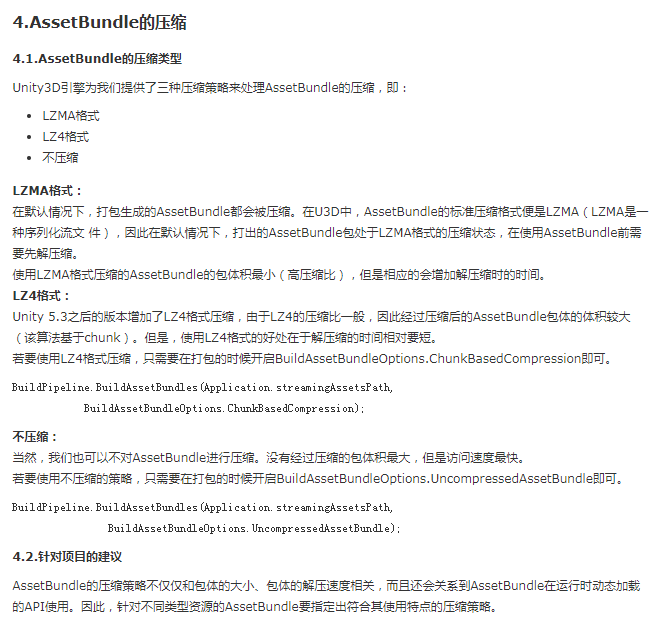 4.AssetBundle的压缩
4.1.AssetBundle的压缩类型
Unity3D引擎为我们提供了三种压缩策略来处理AssetBundle的压缩，即：
LZMA格式
LZ4格式
不压缩
LZMA格式：
在默认情况下，打包生成的AssetBundle都会被压缩。在U3D中，AssetBundle的标准压缩格式便是LZMA（LZMA是一
种序列化流文 件），因此在默认情况下，打出的AssetBundle包处于LZMA格式的压缩状态，在使用AssetBundle前需
要先解压缩。
使用LZMA格式压缩的AssetBundle的包体积最小（高压缩比），但是相应的会增加解压缩时的时间。
LZ4格式：
Unity 5.3之后的版本增加了LZ4格式压缩，由于LZ4的压缩比一般，因此经过压缩后的AssetBundle包体的体积较大
（该算法基于chunk）。但是，使用LZ4格式的好处在于解压缩的时间相对要短。
若要使用LZ4格式压缩，只需要在打包的时候开启BuildAssetBundleOptions.ChunkBasedCompression即可。
BuildPipeline.BuildAssetBundles(Application.streamingAssetsPath,
BuildAssetBundleOptions.ChunkBasedCompression);
不压缩：
当然，我们也可以不对AssetBundle进行压缩。没有经过压缩的包体积最大，但是访问速度最快。
若要使用不压缩的策略，只需要在打包的时候开启BuildAssetBundleOptions.UncompressedAssetBundle即可。
BuildPipeline.BuildAssetBundles(Application.streamingAssetsPath,
BuildAssetBundleOptions.UncompressedAssetBundle);
4.2.针对项目的建议
AssetBundle的压缩策略不仅仅和包体的大小、包体的解压速度相关，而且还会关系到AssetBundle在运行时动态加载
的API使用。因此，针对不同类型资源的AssetBundle要指定出符合其使用特点的压缩策略。